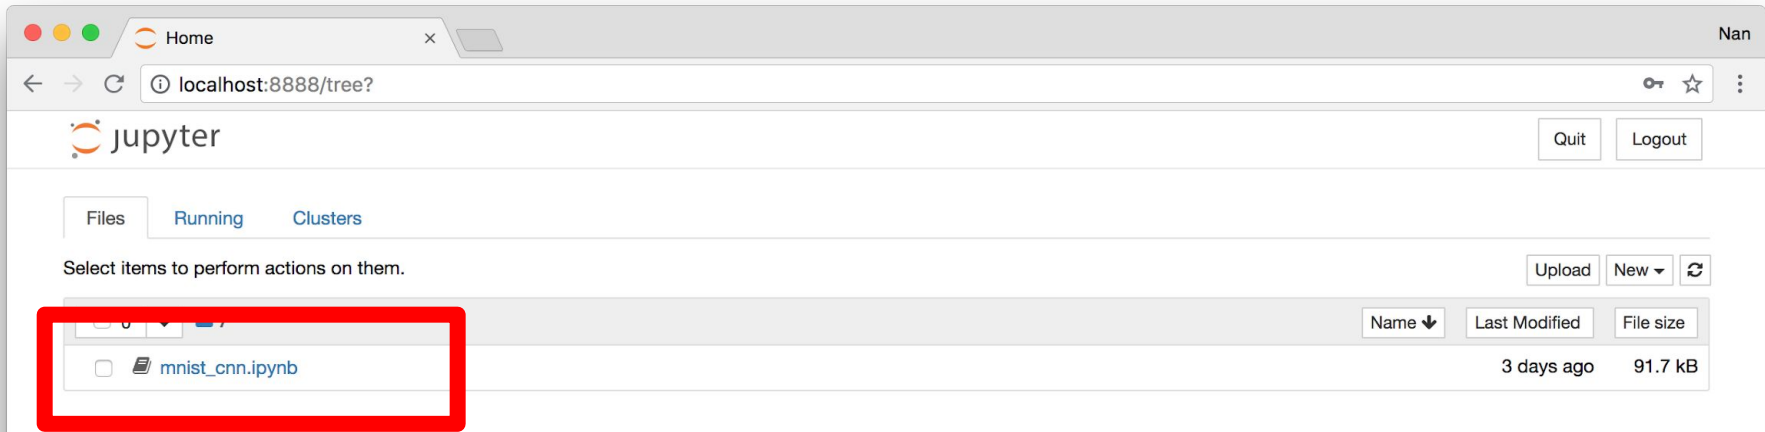 Home
Nan
localhost:8888/tree?
jupyter
Quit Logout
Files Running Clusters
Select items to perform actions on them.
Upload New
Name Last Modified File size
mnist_cnn.ipynb 3 days ago 91.7 kB